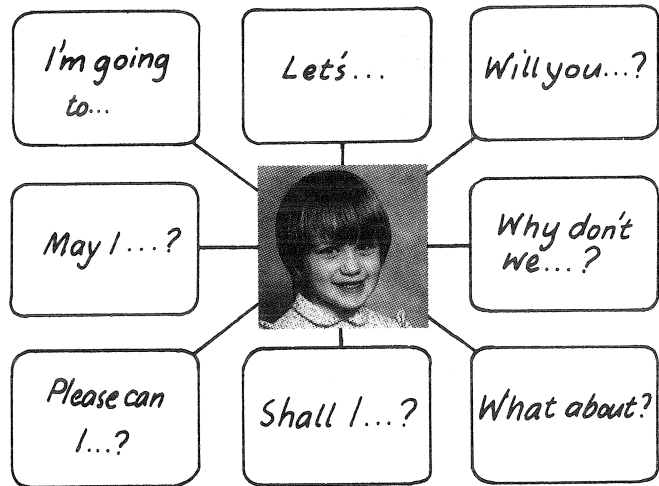 I'm going
to...
Let's...
Will you...?
May I...?
Why don't
we...?
Please can
I...?
Shall I...?
What about?